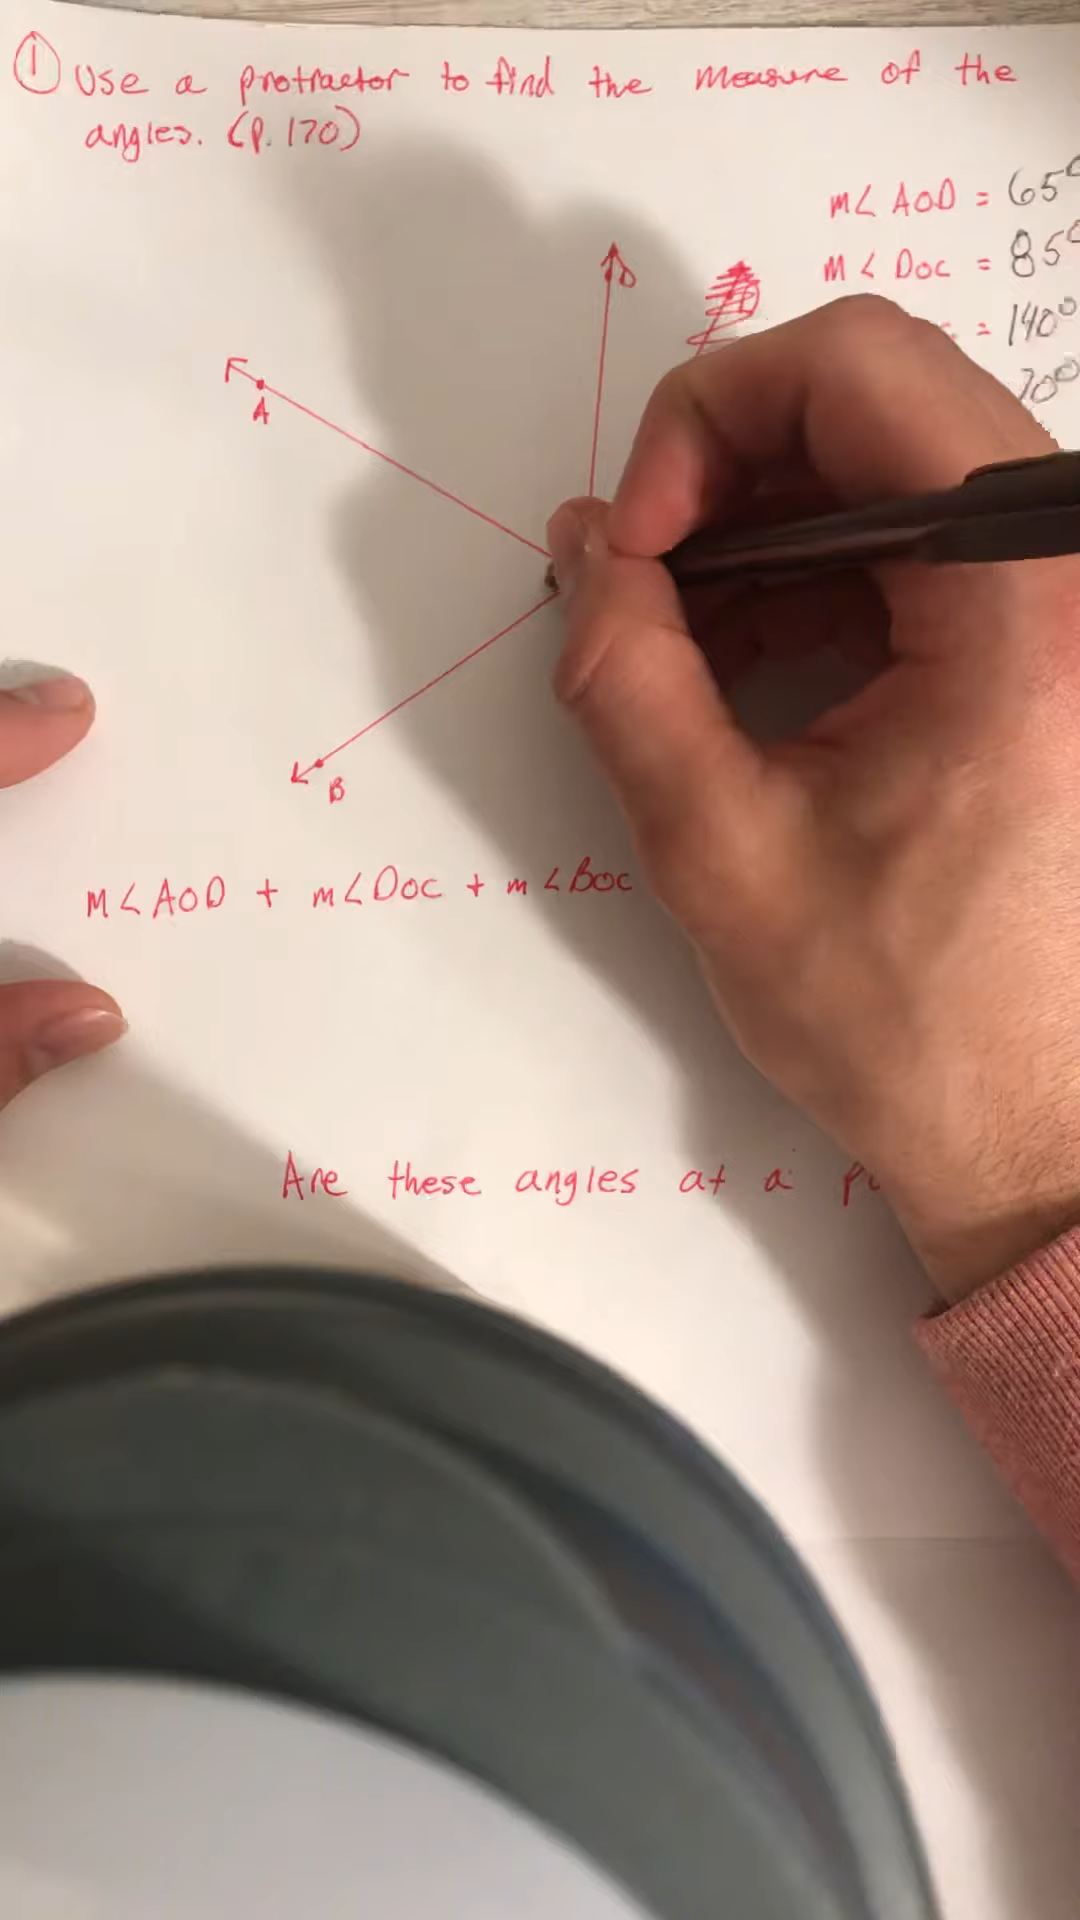 ① Use a protractor to find the measure of the
angles. (P. 170)
m∠ AOD = 65°
m∠ DOC = 85°
= 140°
70°
D
A
B
m∠AOD + m∠DOC + m∠BOC
Are these angles at a